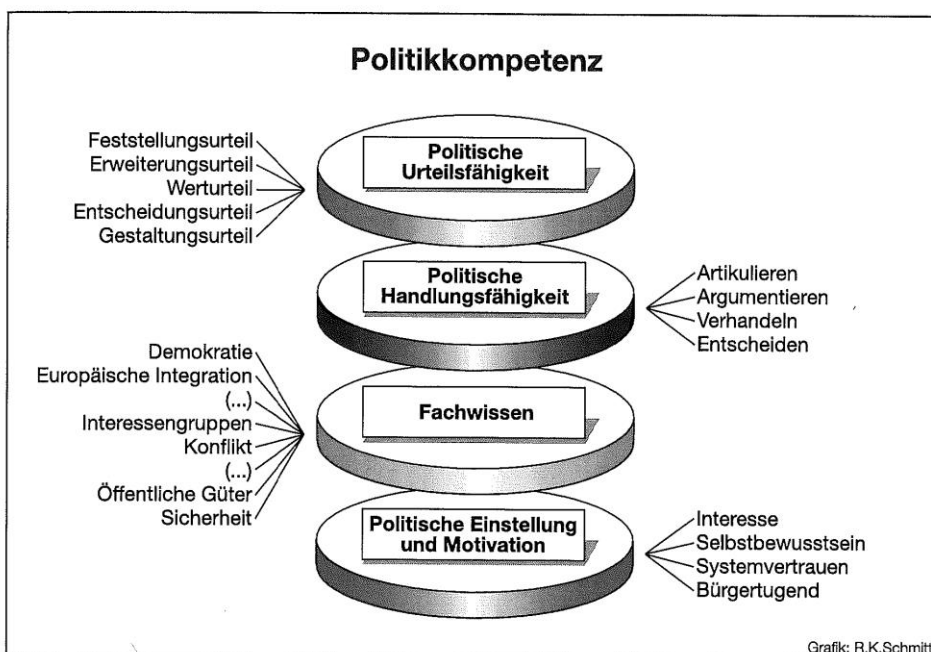 Politikkompetenz
Feststellungsurteil
Erweiterungsurteil
Werturteil
Entscheidungsurteil
Gestaltungsurteil
Politische
Urteilsfähigkeit
Politische
Handlungsfähigkeit
Artikulieren
Argumentieren
Verhandeln
Entscheiden
Demokratie
Europäische Integration
(...)
Interessengruppen
Konflikt
(...)
Öffentliche Güter
Sicherheit
Fachwissen
Politische Einstellung
und Motivation
Interesse
Selbstbewusstsein
Systemvertrauen
Bürgertugend
Grafik: R.K.Schmitt